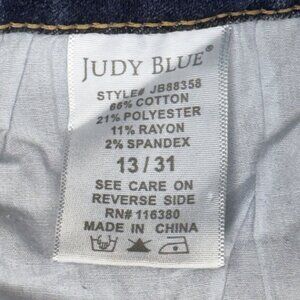 JUDY BLUE®
STYLE# JB88358
66% COTTON
21% POLYESTER
11% RAYON
2% SPANDEX
13 / 31
SEE CARE ON
REVERSE SIDE
RN# 116380
MADE IN CHINA